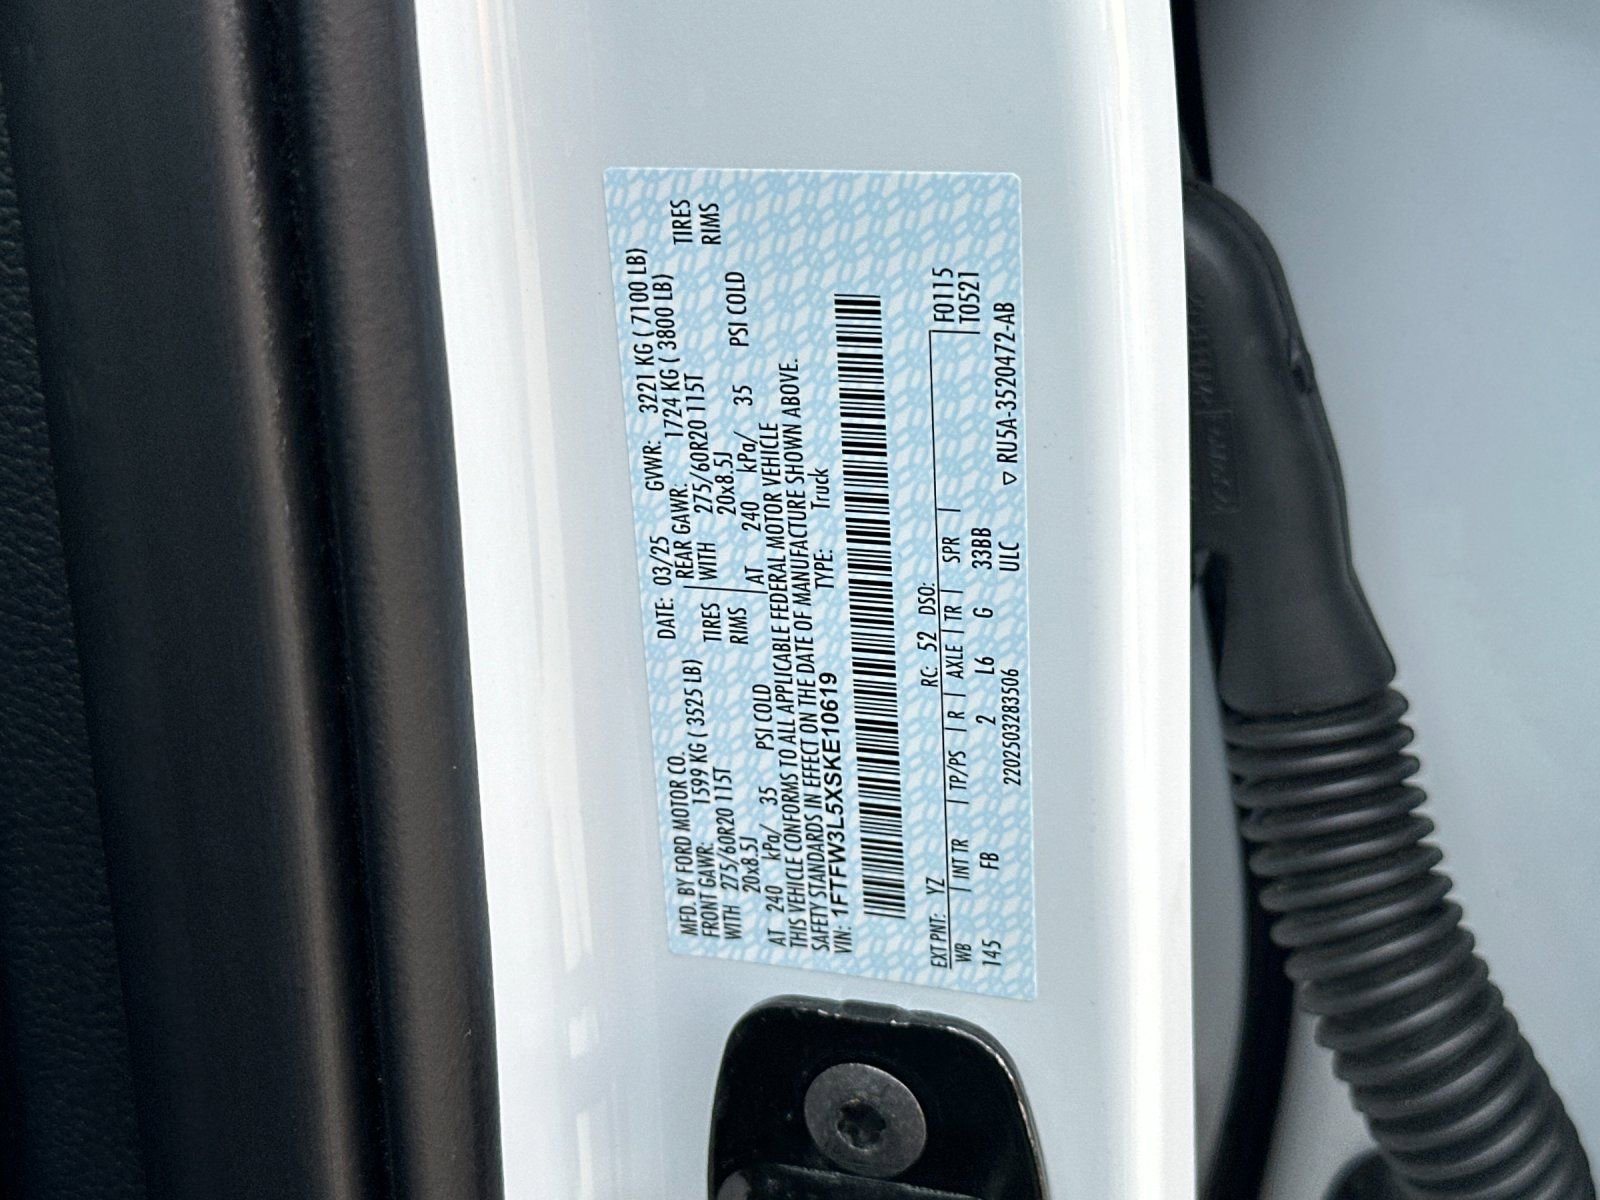 MFD. BY FORD MOTOR CO. DATE: 03/25 GVWR: 3221 KG ( 7100 LB)
FRONT GAWR: 1599 KG ( 3525 LB) REAR GAWR: 1724 KG ( 3800 LB)
WITH 275/60R20 115T TIRES WITH 275/60R20 115T TIRES
20x8.5J RIMS 20x8.5J RIMS
AT 240 kPa/ 35 PSI COLD AT 240 kPa/ 35 PSI COLD
THIS VEHICLE CONFORMS TO ALL APPLICABLE FEDERAL MOTOR VEHICLE
SAFETY STANDARDS IN EFFECT ON THE DATE OF MANUFACTURE SHOWN ABOVE.
VIN: 1FTFW3L5XSKE10619 TYPE: Truck
EXT PNT: YZ RC: 52 DSO: F0115
WB INT TR TP/PS R AXLE TR SPR T0521
145 FB 2 L6 G 33BB
2202503283506 ULC ▽ RU5A-3520472-AB